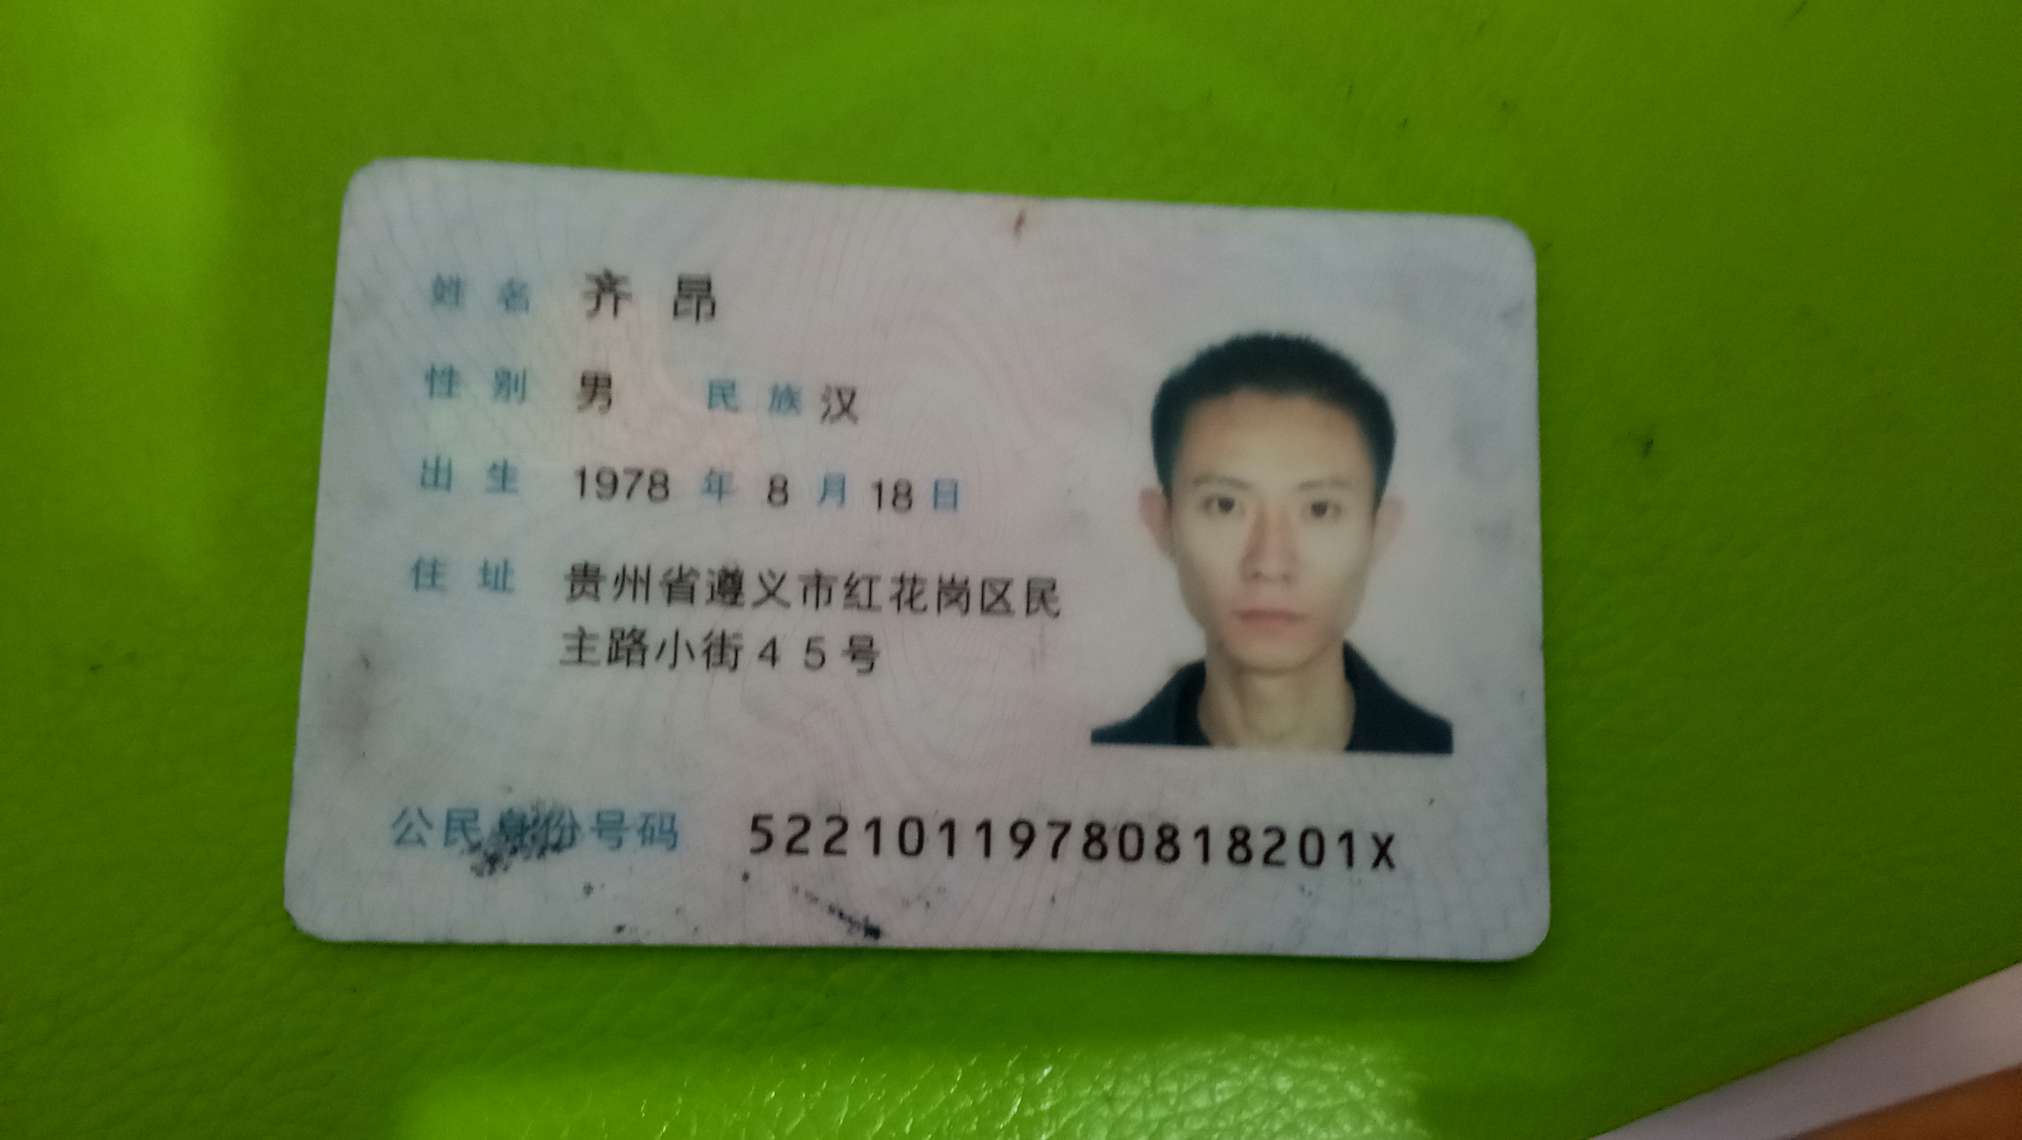 姓名 齐昂
性别 男 民族 汉
出生 1978 年 8 月 18 日
住址 贵州省遵义市红花岗区民
主路小街45号
公民身份号码 52210119780818201X